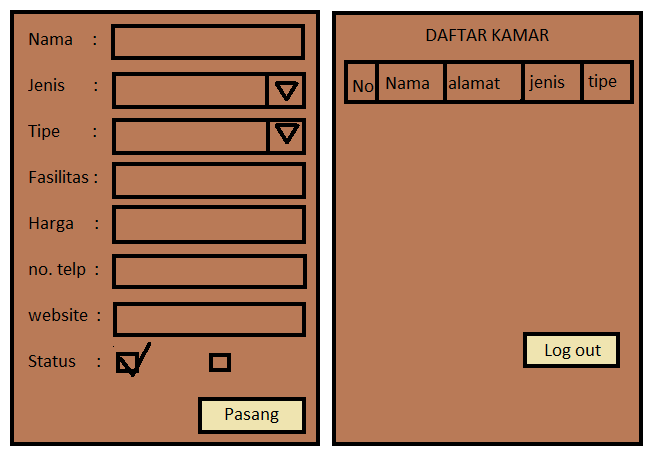 Nama :
Jenis :
Tipe :
Fasilitas :
Harga :
no. telp :
website :
Status :
Pasang
DAFTAR KAMAR
No Nama alamat jenis tipe
Log out